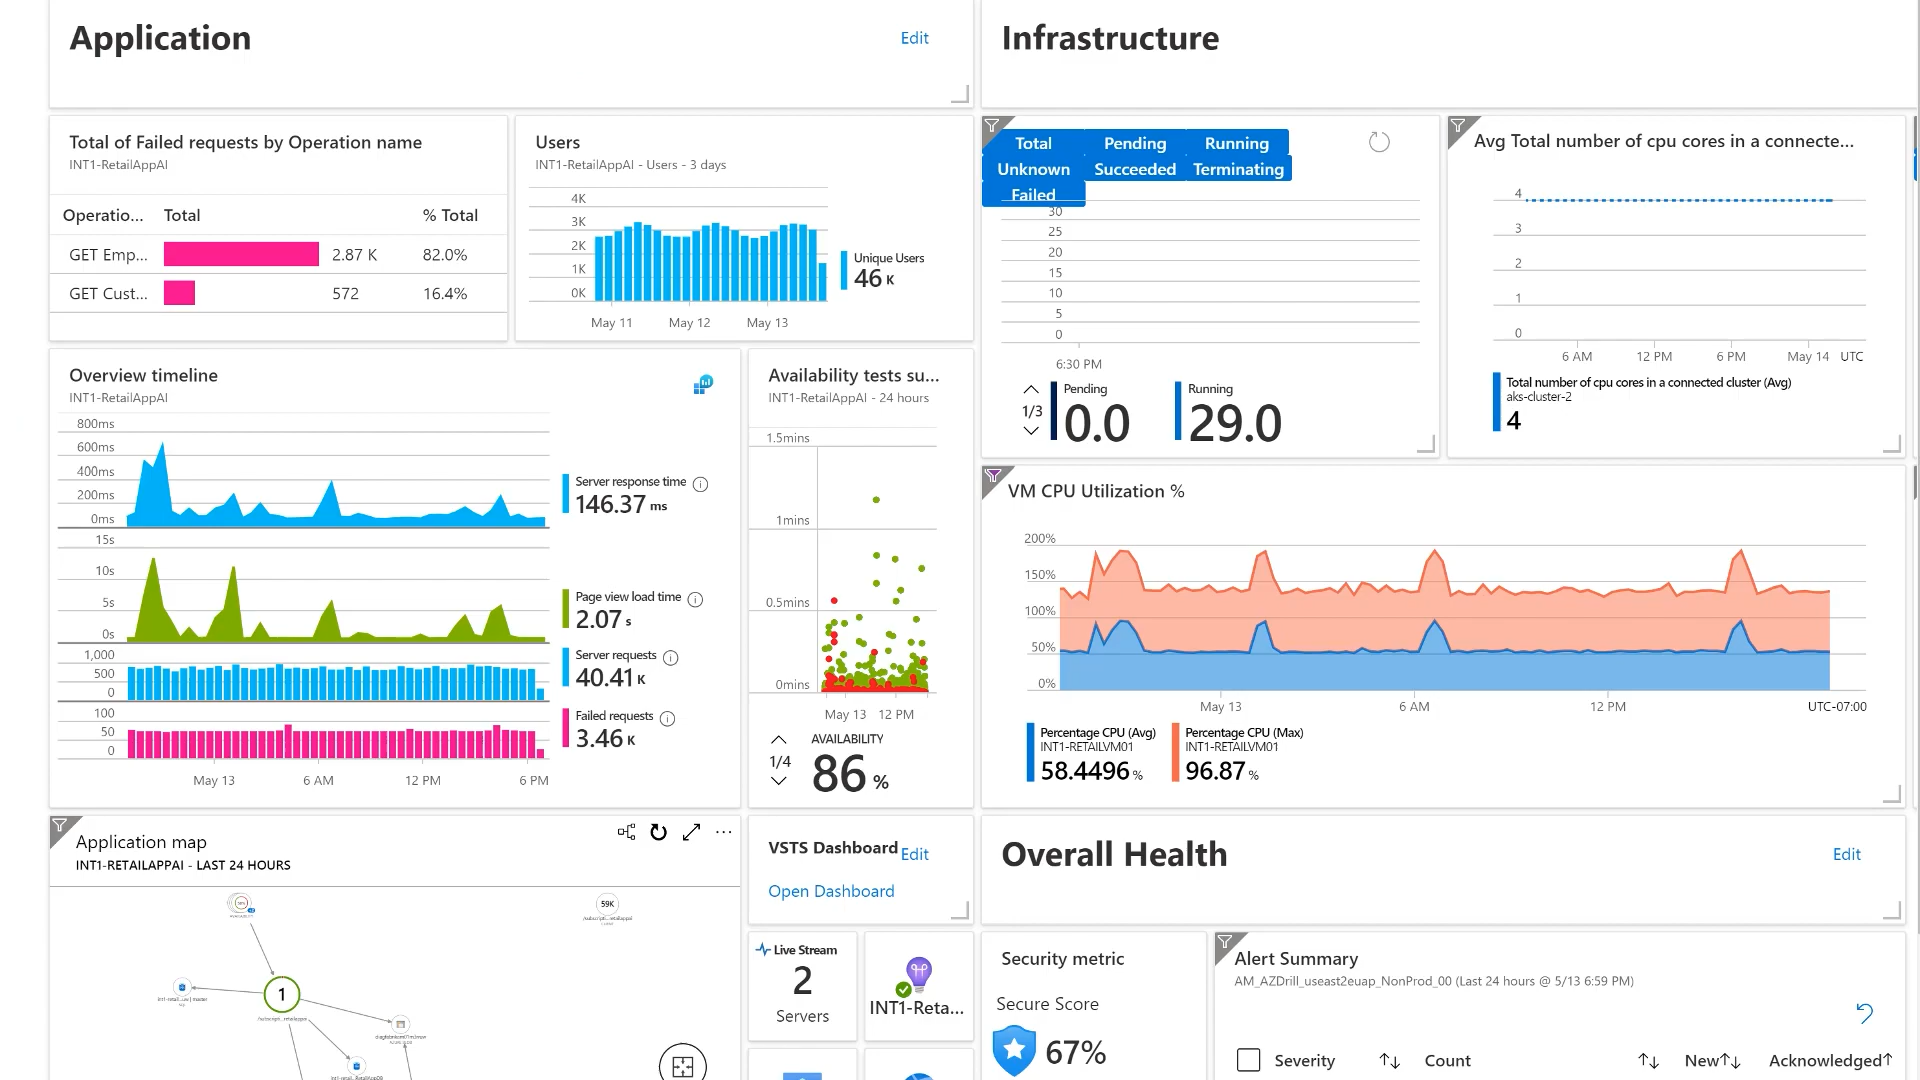 Application
Edit
Infrastructure
Total of Failed requests by Operation name
INT1-RetailAppAI
Operatio...
Total
% Total
GET Emp...
2.87 K
82.0%
GET Cust...
572
16.4%
Users
INT1-RetailAppAI - Users - 3 days
4K
3K
2K
1K
0K
May 11
May 12
May 13
Unique Users
46 K
Total
Pending
Running
Unknown
Succeeded
Terminating
Failed
30
25
20
15
10
5
0
6:30 PM
1/3
Pending
0.0
Running
29.0
Avg Total number of cpu cores in a connecte...
4
3
2
1
0
6 AM
12 PM
6 PM
May 14
UTC
Total number of cpu cores in a connected cluster (Avg)
aks-cluster-2
4
Overview timeline
INT1-RetailAppAI
800ms
600ms
400ms
200ms
0ms
Server response time
146.37 ms
15s
10s
5s
0s
Page view load time
2.07 s
1,000
500
0
Server requests
40.41 K
100
50
0
Failed requests
3.46 K
May 13
6 AM
12 PM
6 PM
Availability tests su...
INT1-RetailAppAI - 24 hours
1.5mins
1mins
0.5mins
0mins
May 13
12 PM
1/4
AVAILABILITY
86 %
VM CPU Utilization %
200%
150%
100%
50%
0%
May 13
6 AM
12 PM
UTC-07:00
Percentage CPU (Avg)
INT1-RETAILVM01
58.4496 %
Percentage CPU (Max)
INT1-RETAILVM01
96.87 %
Application map
INT1-RETAILAPPAI - LAST 24 HOURS
59K
1
VSTS Dashboard
Edit
Open Dashboard
Overall Health
Edit
Live Stream
2
Servers
INT1-Reta...
Security metric
Secure Score
67%
Alert Summary
AM_AZDrill_useast2euap_NonProd_00 (Last 24 hours @ 5/13 6:59 PM)
Severity
Count
New
Acknowledged